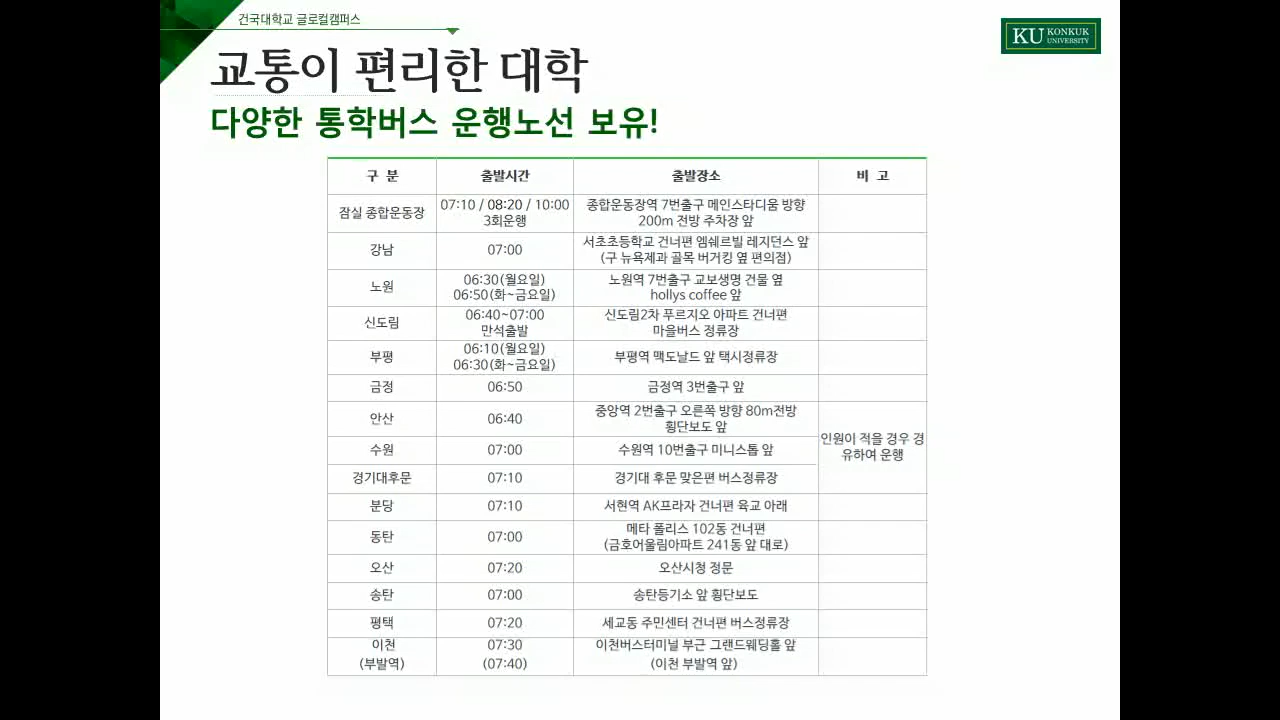 건국대학교 글로컬캠퍼스
KU KONKUK
UNIVERSITY
교통이 편리한 대학
다양한 통학버스 운행노선 보유!
구 분 출발시간 출발장소 비 고
잠실 종합운동장 07:10 / 08:20 / 10:00 종합운동장역 7번출구 메인스타디움 방향
3회운행 200m 전방 주차장 앞
강남 07:00 서초초등학교 건너편 엠쉐르빌 레지던스 앞
(구 뉴욕제과 골목 버거킹 옆 편의점)
노원 06:30(월요일) 노원역 7번출구 교보생명 건물 옆
06:50(화~금요일) hollys coffee 앞
신도림 06:40~07:00 신도림2차 푸르지오 아파트 건너편
만석출발 마을버스 정류장
부평 06:10(월요일) 부평역 맥도날드 앞 택시정류장
06:30(화~금요일)
금정 06:50 금정역 3번출구 앞
안산 06:40 중앙역 2번출구 오른쪽 방향 80m전방
횡단보도 앞
인원이 적을 경우 경
유하여 운행
수원 07:00 수원역 10번출구 미니스톱 앞
경기대후문 07:10 경기대 후문 맞은편 버스정류장
분당 07:10 서현역 AK프라자 건너편 육교 아래
동탄 07:00 메타 폴리스 102동 건너편
(금호어울림아파트 241동 앞 대로)
오산 07:20 오산시청 정문
송탄 07:00 송탄등기소 앞 횡단보도
평택 07:20 세교동 주민센터 건너편 버스정류장
이천 07:30 이천버스터미널 부근 그랜드웨딩홀 앞
(부발역) (07:40) (이천 부발역 앞)